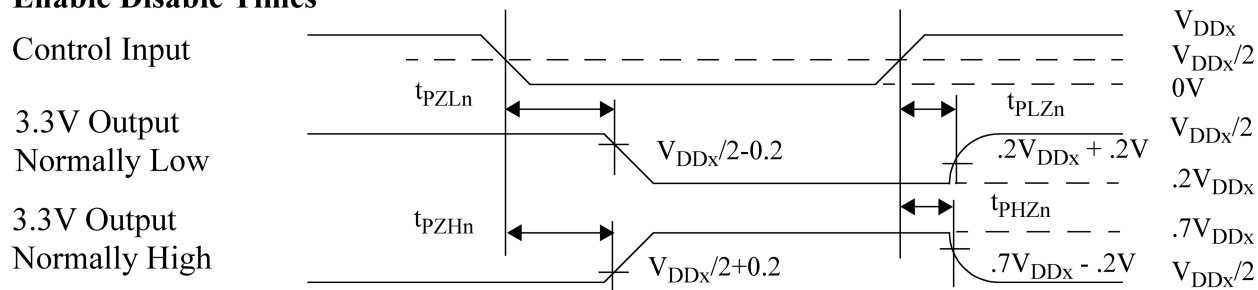 Enable Disable Times
Control Input
V_DDx
V_DDx/2
0V
t_PZLn
t_PLZn
3.3V Output
Normally Low
V_DDx/2-0.2
.2V_DDx + .2V
V_DDx/2
.2V_DDx
t_PZHn
t_PHZn
3.3V Output
Normally High
V_DDx/2+0.2
.7V_DDx - .2V
.7V_DDx
V_DDx/2